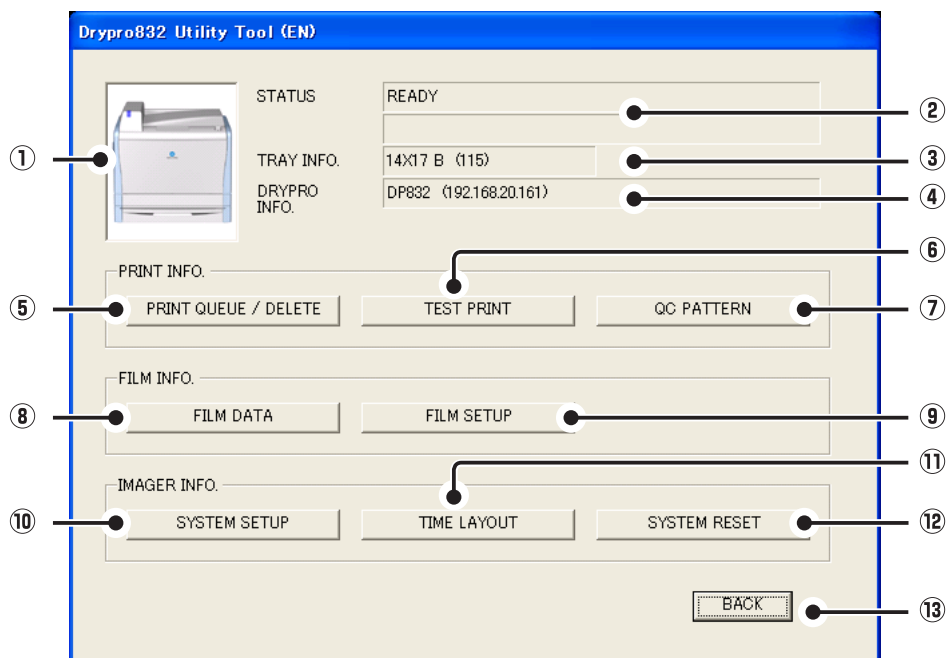 Drypro832 Utility Tool (EN)
STATUS READY ②
① TRAY INFO. 14X17 B (115) ③
DRYPRO INFO. DP832 (192.168.20.161) ④
⑥
PRINT INFO.
⑤ PRINT QUEUE / DELETE TEST PRINT QC PATTERN ⑦
FILM INFO.
⑧ FILM DATA FILM SETUP ⑨
⑪
IMAGER INFO.
⑩ SYSTEM SETUP TIME LAYOUT SYSTEM RESET ⑫
BACK ⑬